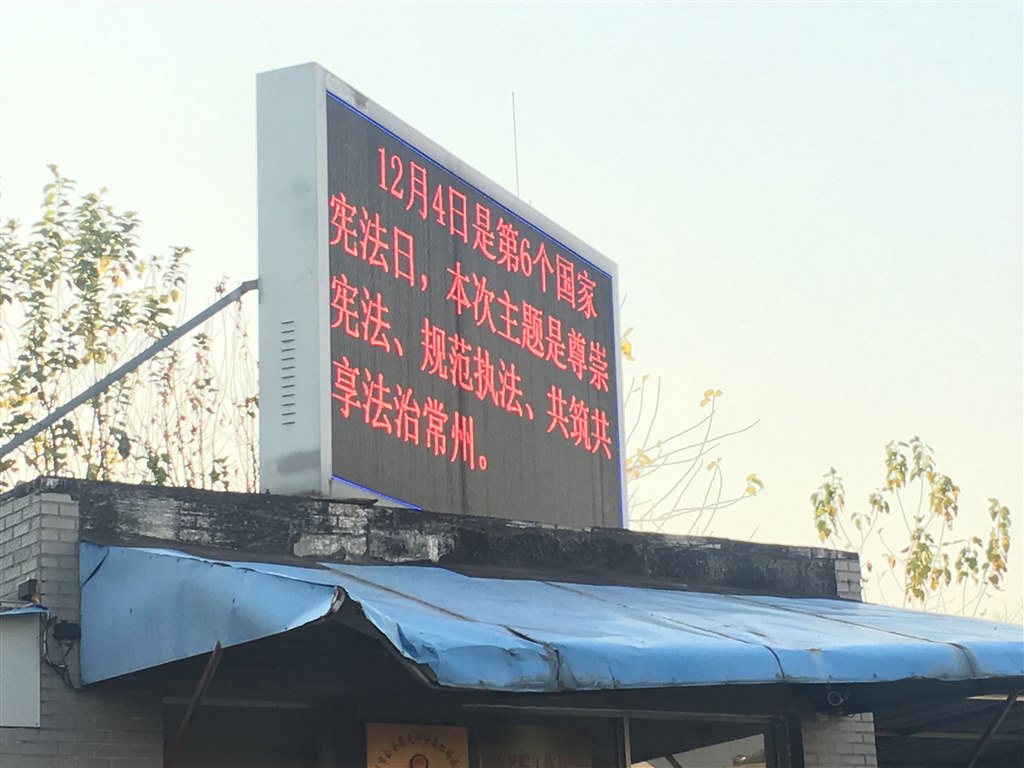 12月4日是第6个国家
宪法日，本次主题是尊崇
宪法、规范执法、共筑共
享法治常州。